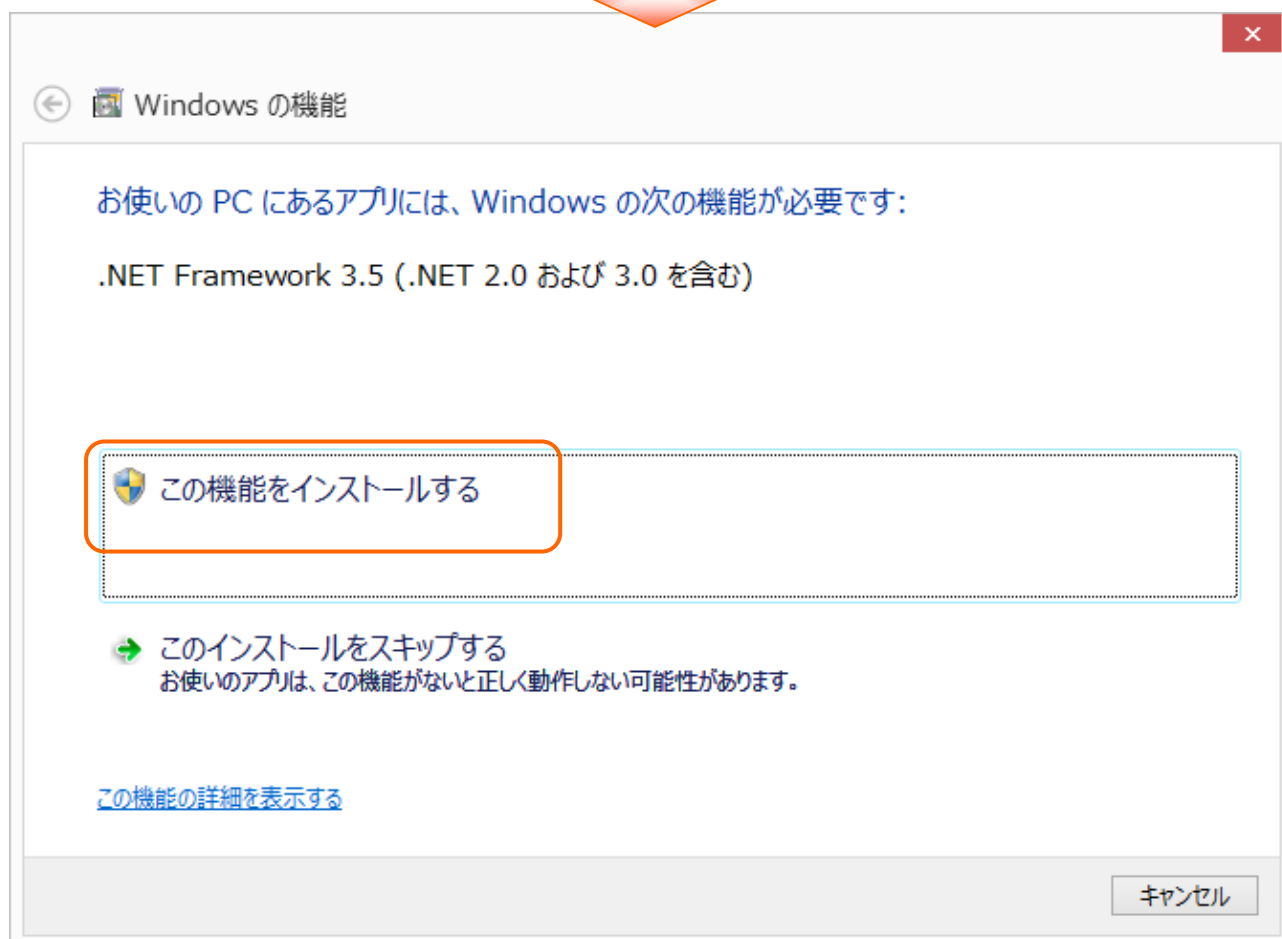 Windows の機能
お使いの PC にあるアプリには、Windows の次の機能が必要です:
.NET Framework 3.5 (.NET 2.0 および 3.0 を含む)
この機能をインストールする
このインストールをスキップする
お使いのアプリは、この機能がないと正しく動作しない可能性があります。
この機能の詳細を表示する
キャンセル